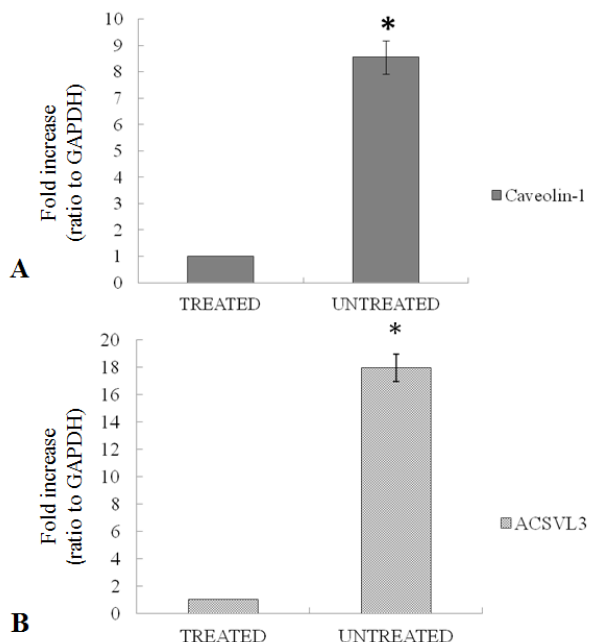 10
9
8
7
6
5
4
3
2
1
0
Fold increase
(ratio to GAPDH)
*
Caveolin-1
A
TREATED
UNTREATED
20
18
16
14
12
10
8
6
4
2
0
Fold increase
(ratio to GAPDH)
*
ACSVL3
B
TREATED
UNTREATED